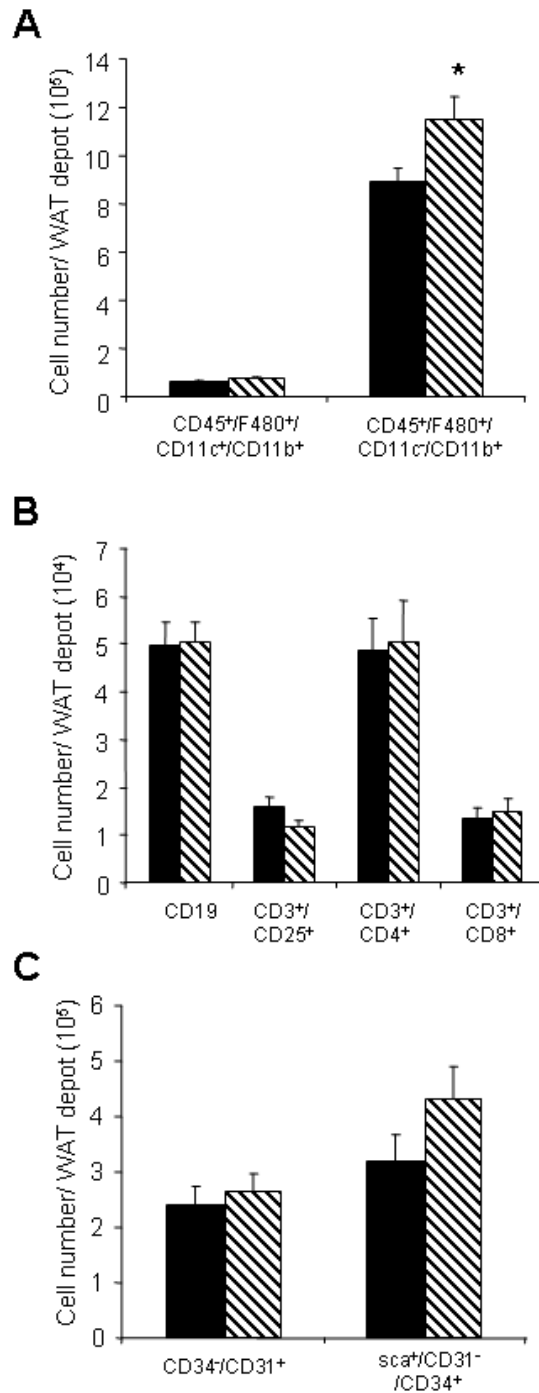 A
Cell number/ WAT depot (10⁵)
14
12
10
8
6
4
2
0
*
CD45⁺/F480⁺/
CD11c⁺/CD11b⁺
CD45⁺/F480⁺/
CD11c⁻/CD11b⁺
B
Cell number/ WAT depot (10⁴)
7
6
5
4
3
2
1
0
CD19
CD3⁺/
CD25⁺
CD3⁺/
CD4⁺
CD3⁺/
CD8⁺
C
Cell number/ WAT depot (10⁵)
6
5
4
3
2
1
0
CD34⁻/CD31⁺
sca⁺/CD31⁻
/CD34⁺